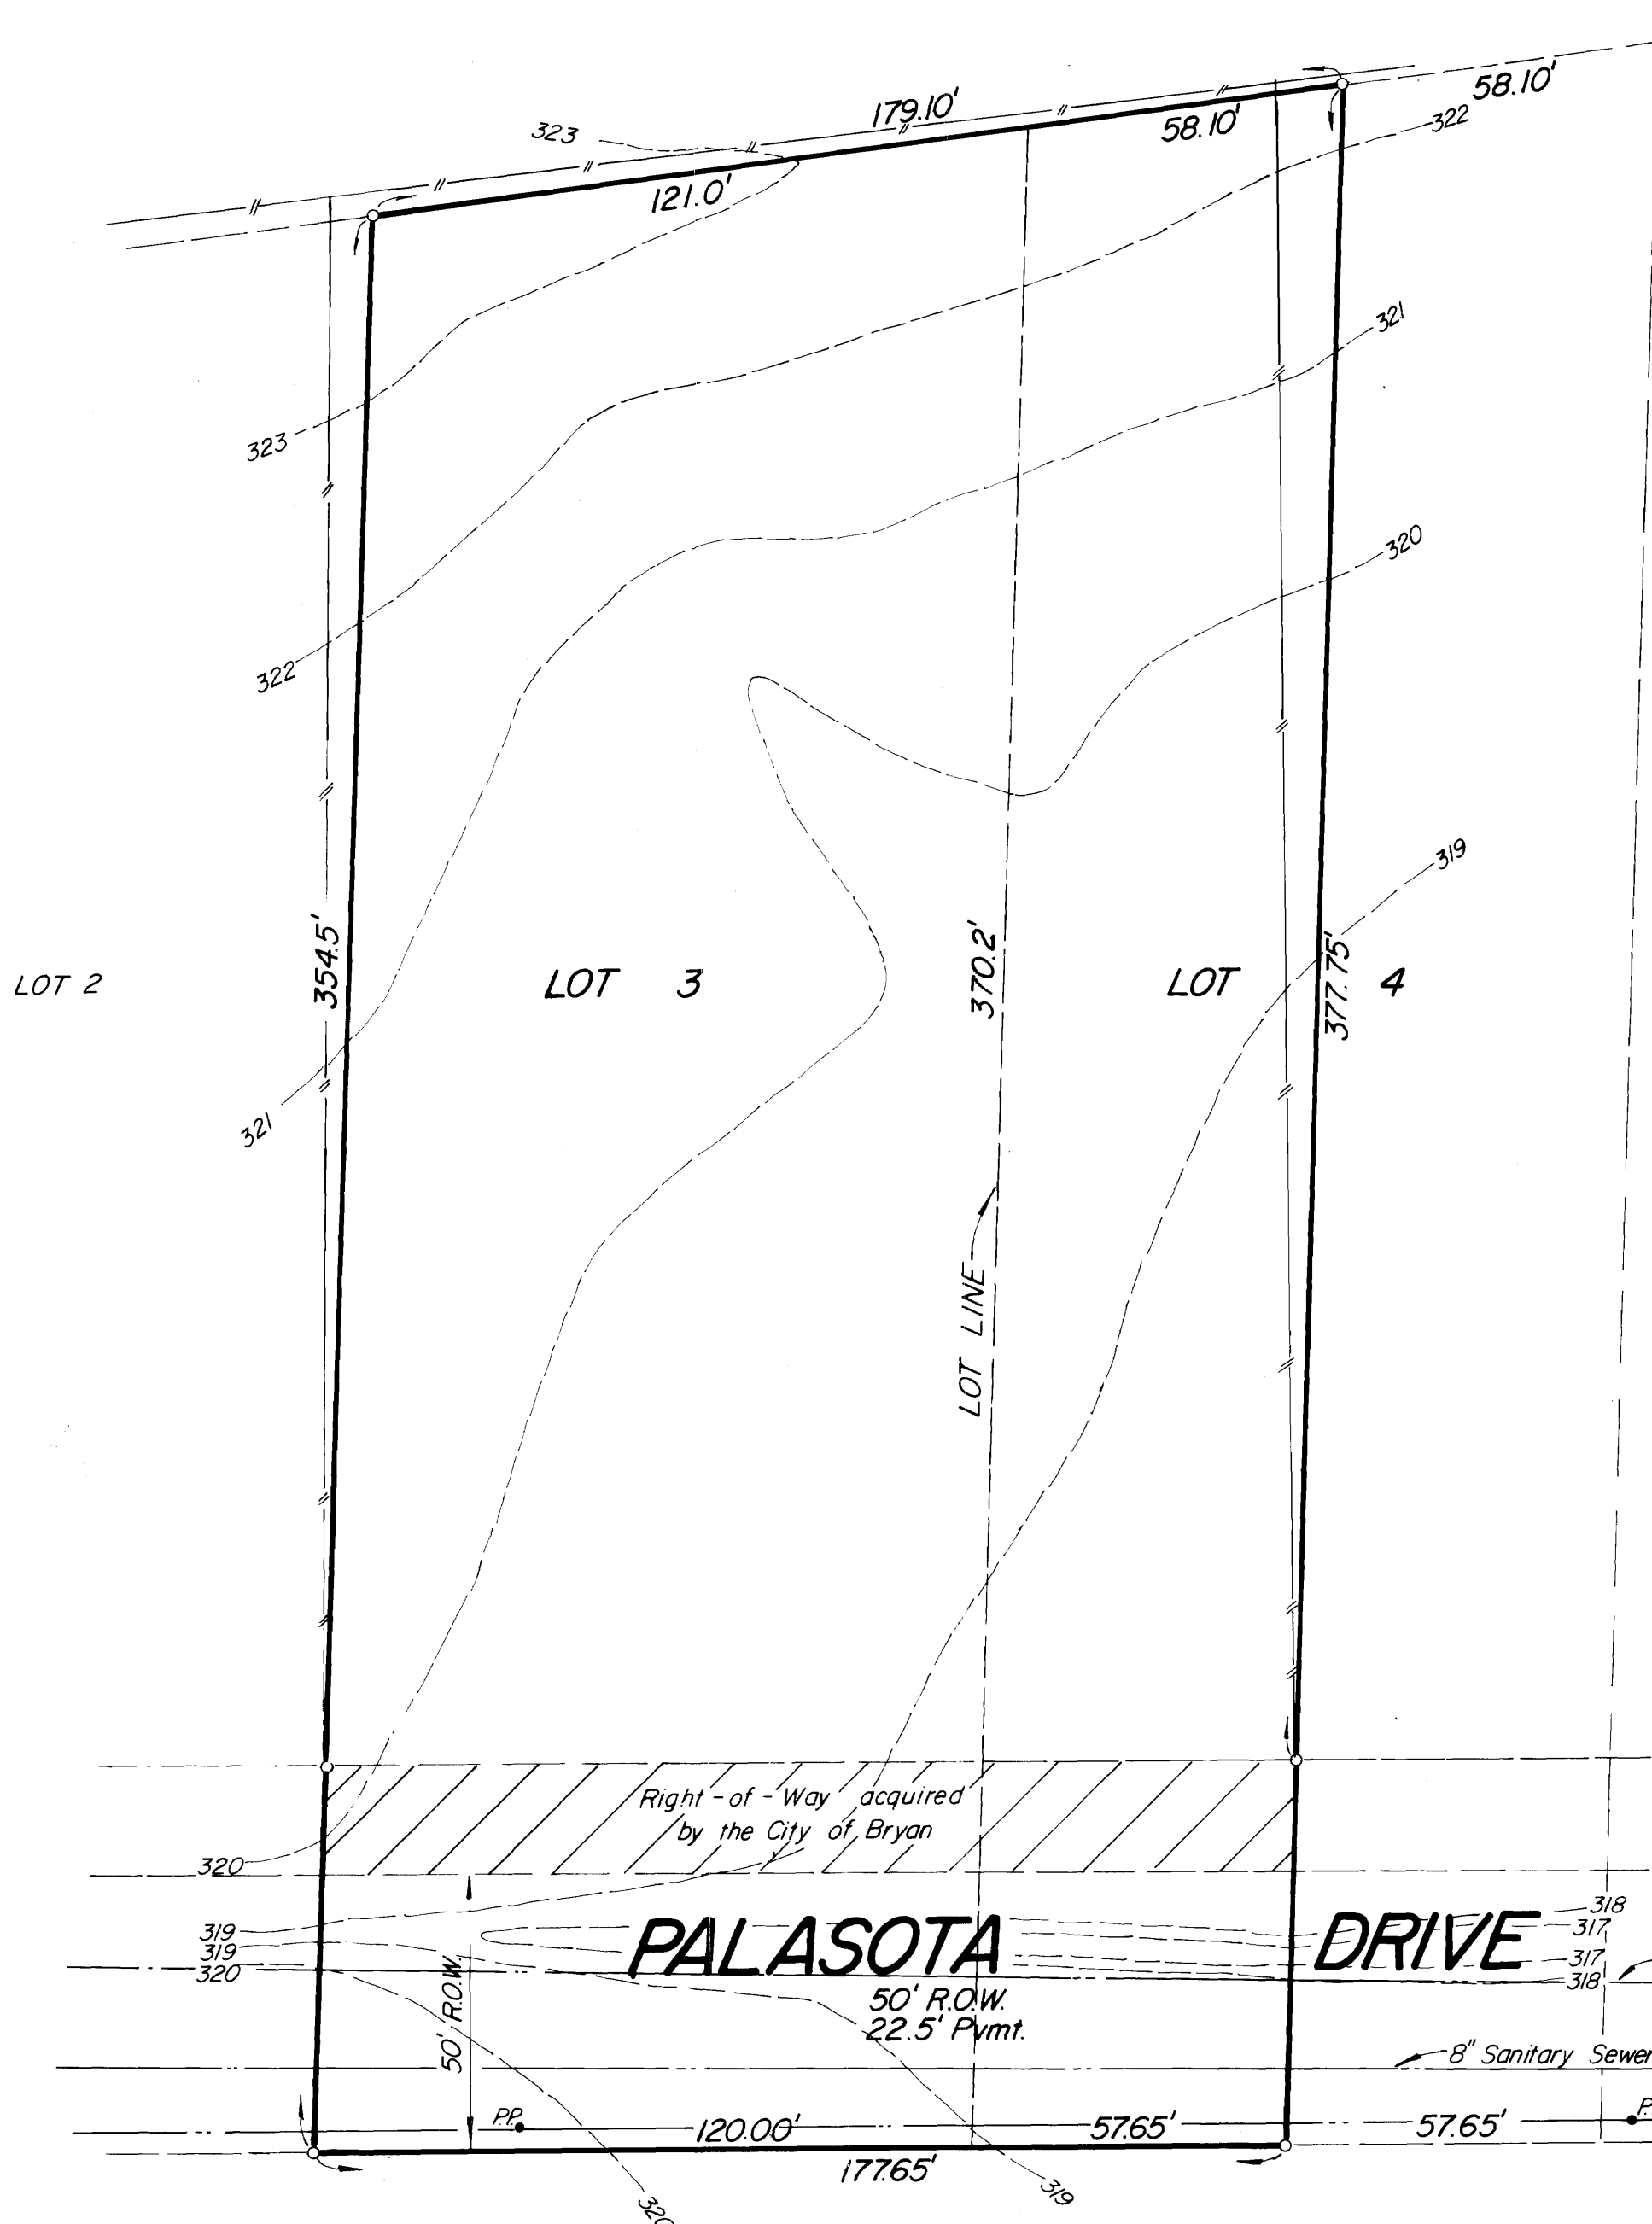 58.10'
179.10'
58.10'
322
323
121.0'
321
323
320
322
319
354.5'
370.2'
377.75'
LOT 2
LOT 3
LOT 4
321
LOT LINE
Right-of-Way acquired
by the City of Bryan
320
318
319
317
PALASOTA DRIVE
319
317
320
318
50' R.O.W.
50' R.O.W.
22.5' Pvmt.
8" Sanitary Sewer
P.P.
120.00'
57.65'
57.65'
177.65'
319